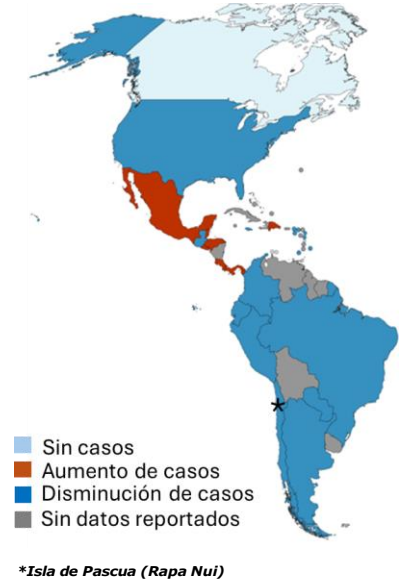 Sin casos
Aumento de casos
Disminución de casos
Sin datos reportados
*Isla de Pascua (Rapa Nui)